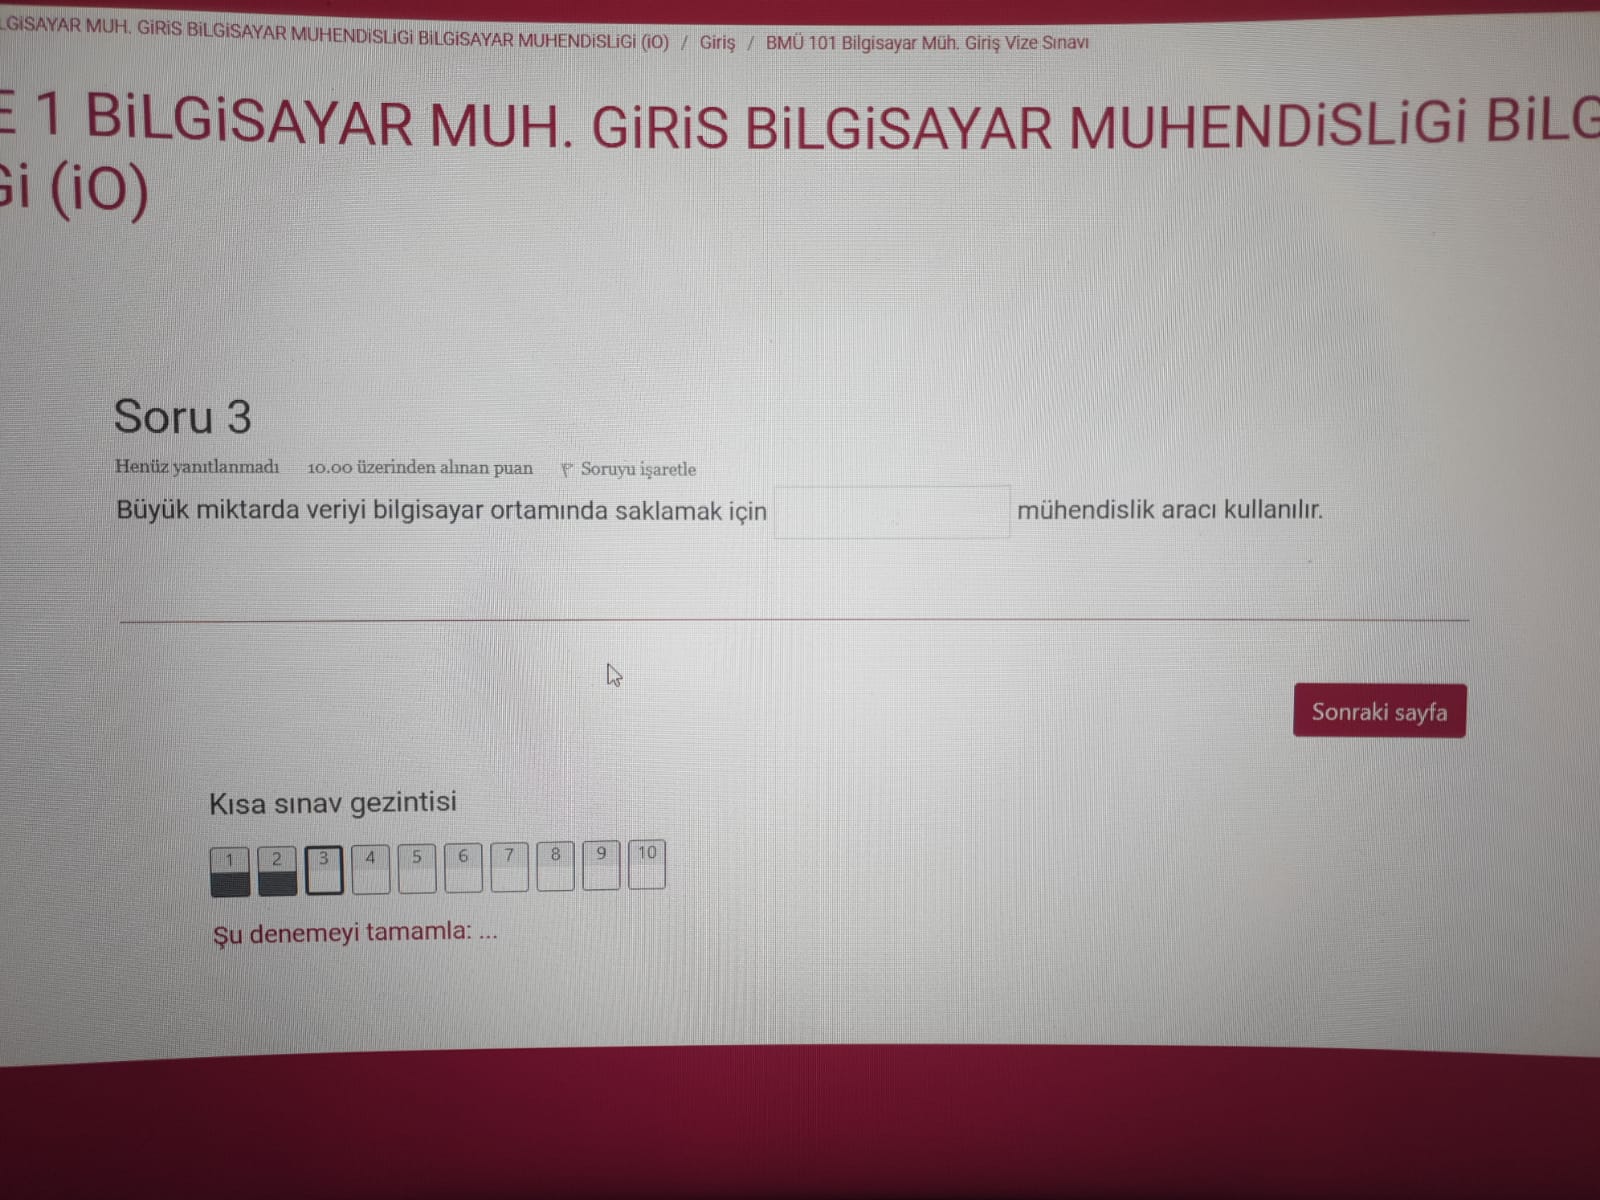 LGiSAYAR MUH. GiRiS BiLGiSAYAR MUHENDiSLiGi BiLGiSAYAR MUHENDiSLiGi (iO) / Giriş / BMÜ 101 Bilgisayar Müh. Giriş Vize Sınavı
E 1 BiLGiSAYAR MUH. GiRiS BiLGiSAYAR MUHENDiSLiGi BiLG
Gi (iO)
Soru 3
Henüz yanıtlanmadı 10.00 üzerinden alınan puan Soruyu işaretle
Büyük miktarda veriyi bilgisayar ortamında saklamak için mühendislik aracı kullanılır.
Sonraki sayfa
Kısa sınav gezintisi
1 2 3 4 5 6 7 8 9 10
Şu denemeyi tamamla: ...